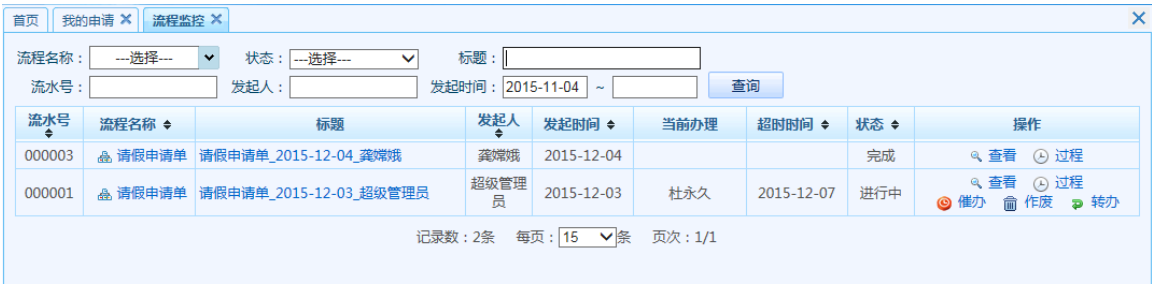 首页 我的申请 流程监控
流程名称： ---选择--- 状态： ---选择--- 标题：
流水号： 发起人： 发起时间： 2015-11-04 ~ 查询
流水号 流程名称 标题 发起人 发起时间 当前办理 超时时间 状态 操作
000003 请假申请单 请假申请单_2015-12-04_龚嫦娥 龚嫦娥 2015-12-04 完成 查看 过程
000001 请假申请单 请假申请单_2015-12-03_超级管理员 超级管理员 2015-12-03 杜永久 2015-12-07 进行中 查看 过程
催办 作废 转办
记录数：2条 每页：15 条 页次：1/1